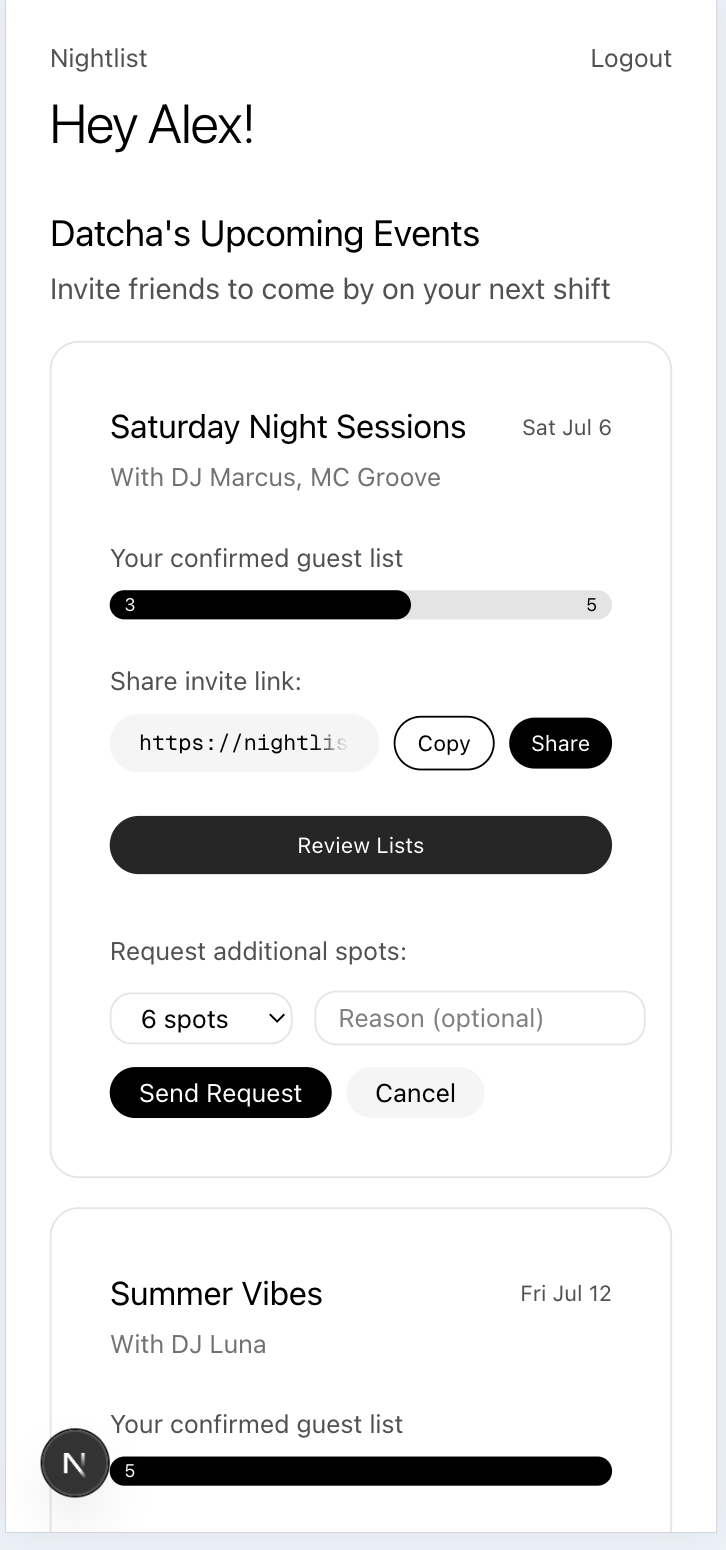 Nightlist Logout
Hey Alex!
Datcha's Upcoming Events
Invite friends to come by on your next shift
Saturday Night Sessions Sat Jul 6
With DJ Marcus, MC Groove
Your confirmed guest list
3 5
Share invite link:
https://nightlis Copy Share
Review Lists
Request additional spots:
6 spots Reason (optional)
Send Request Cancel
Summer Vibes Fri Jul 12
With DJ Luna
Your confirmed guest list
N 5